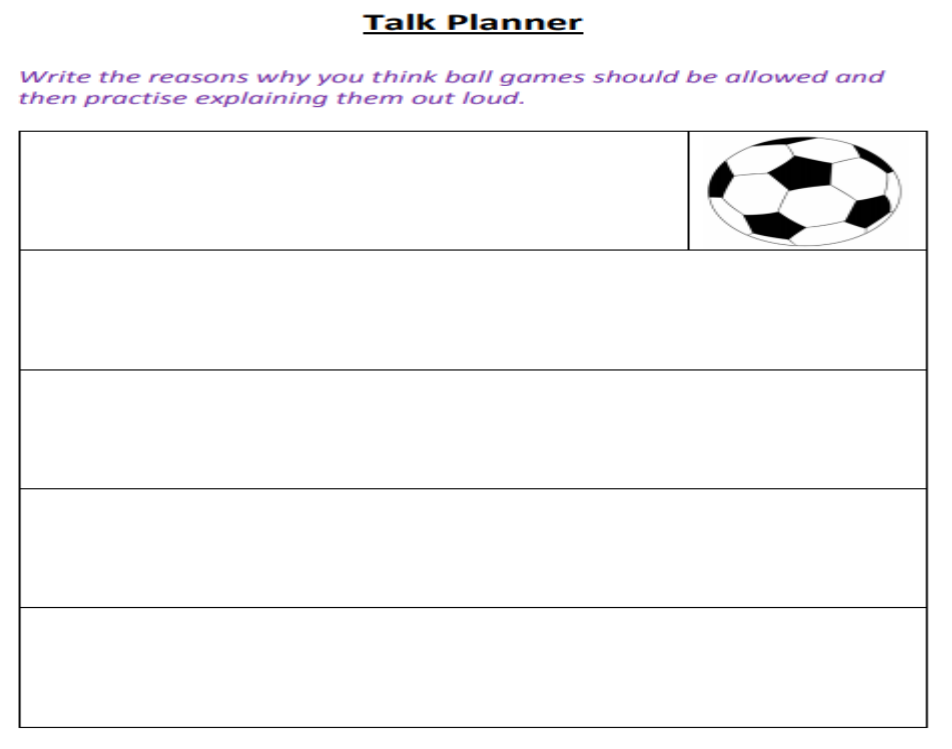 Talk Planner
Write the reasons why you think ball games should be allowed and
then practise explaining them out loud.